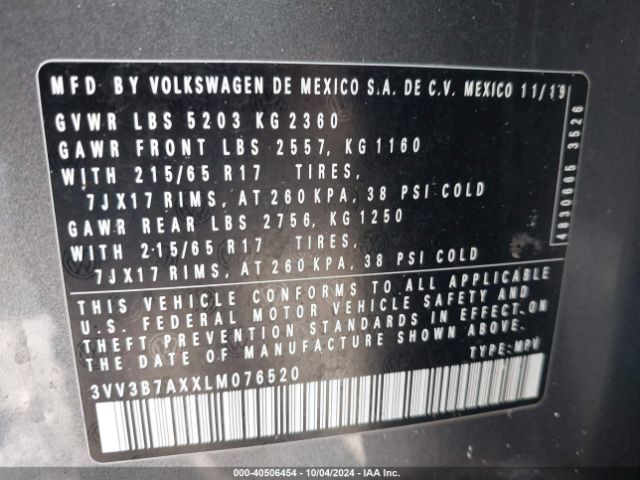 MFD BY VOLKSWAGEN DE MEXICO S.A. DE C.V. MEXICO 11/19
GVWR LBS 5203 KG 2360
GAWR FRONT LBS 2557, KG 1160
WITH 215/65 R17 TIRES,
7JX17 RIMS, AT 260 KPA, 38 PSI COLD
GAWR REAR LBS 2756, KG 1250
WITH 215/65 R17 TIRES,
7JX17 RIMS, AT 260 KPA, 38 PSI COLD
THIS VEHICLE CONFORMS TO ALL APPLICABLE
U.S. FEDERAL MOTOR VEHICLE SAFETY AND
THEFT PREVENTION STANDARDS IN EFFECT ON
THE DATE OF MANUFACTURE SHOWN ABOVE.
3VV3B7AXXLM076520 TYPE: MPV
4830665 3526
000-40506454 - 10/04/2024 - IAA Inc.